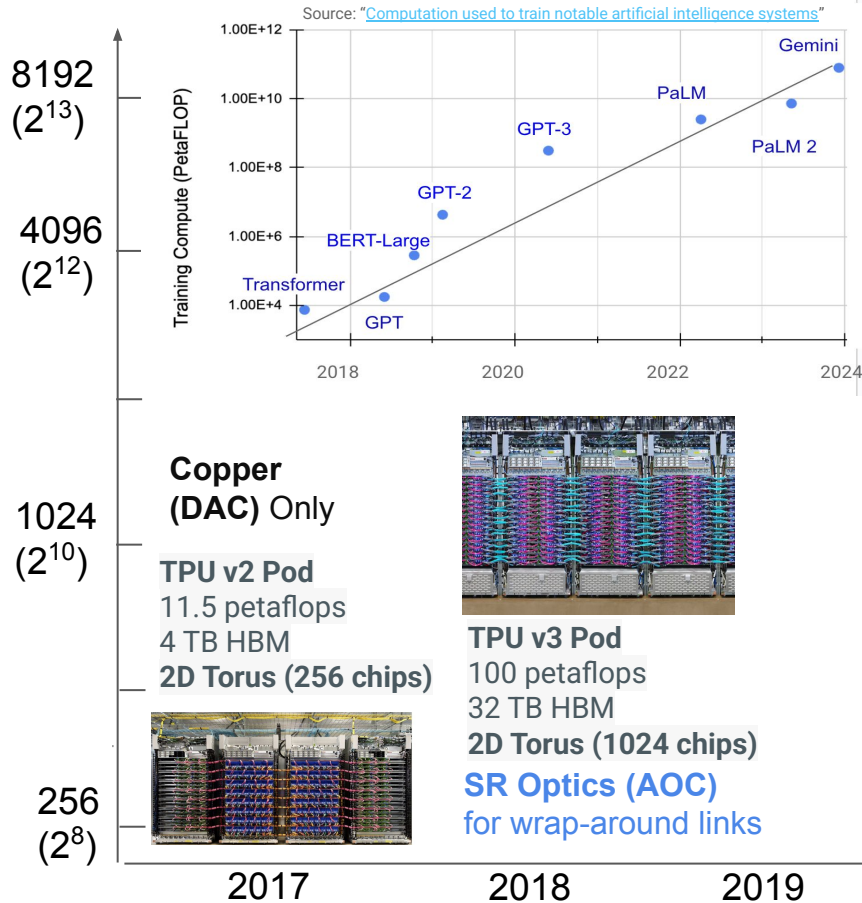 Source: “Computation used to train notable artificial intelligence systems”
8192
(2¹³)
4096
(2¹²)
1024
(2¹⁰)
256
(2⁸)
Training Compute (PetaFLOP)
1.00E+12
1.00E+10
1.00E+8
1.00E+6
1.00E+4
Transformer
GPT
BERT-Large
GPT-2
GPT-3
PaLM
PaLM 2
Gemini
2018
2020
2022
2024
Copper
(DAC) Only
TPU v2 Pod
11.5 petaflops
4 TB HBM
2D Torus (256 chips)
TPU v3 Pod
100 petaflops
32 TB HBM
2D Torus (1024 chips)
SR Optics (AOC)
for wrap-around links
2017
2018
2019